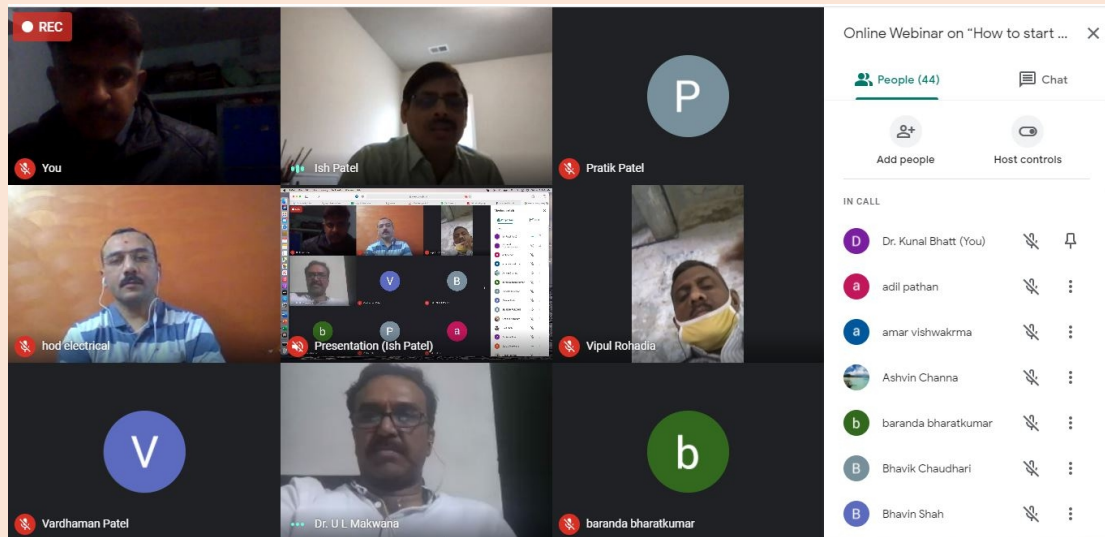 REC
You
Ish Patel
P
Pratik Patel
hod electrical
V
B
b
P
a
Presentation (Ish Patel)
Vipul Rohadia
V
Vardhaman Patel
Dr. U L Makwana
b
baranda bharatkumar
Online Webinar on "How to start ...
People (44)
Chat
Add people
Host controls
IN CALL
D
Dr. Kunal Bhatt (You)
a
adil pathan
a
amar vishwakrma
Ashvin Channa
b
baranda bharatkumar
B
Bhavik Chaudhari
B
Bhavin Shah